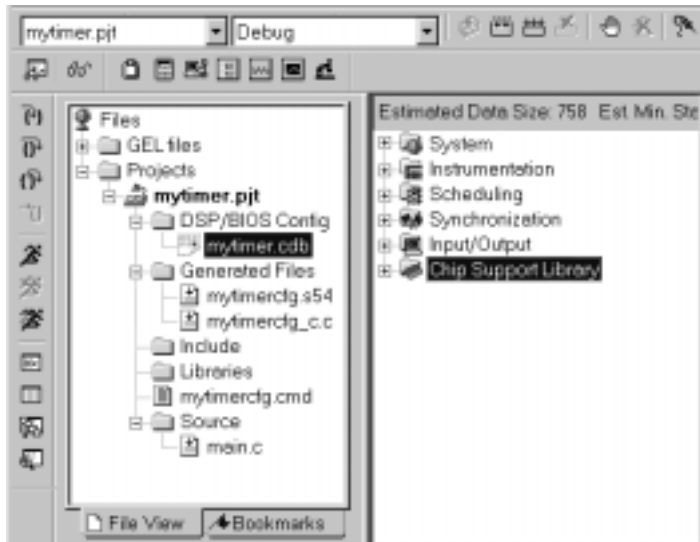 mytimer.pjt
Debug
Files
GEL files
Projects
mytimer.pjt
DSP/BIOS Config
mytimer.cdb
Generated Files
mytimercfg.s54
mytimercfg_c.c
Include
Libraries
mytimercfg.cmd
Source
main.c
File View
Bookmarks
Estimated Data Size: 758 Est. Min. Sta
System
Instrumentation
Scheduling
Synchronization
Input/Output
Chip Support Library